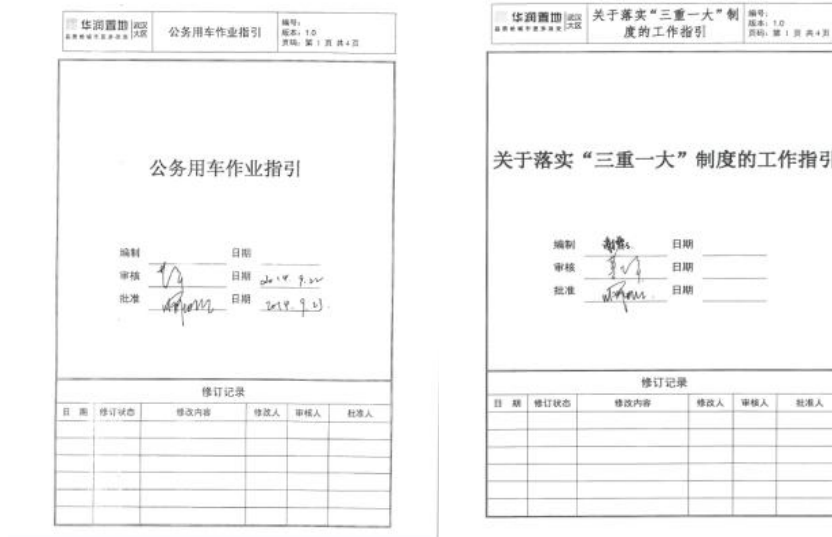 华润置地 武汉大区
公务用车作业指引
编号：
版本：1.0
页码：第 1 页 共 4 页
公务用车作业指引
编制 日期
审核 日期 2014. 9.22
批准 日期 2014. 9.23
修订记录
日 期 修订状态 修改内容 修改人 审核人 批准人
华润置地 武汉大区
关于落实“三重一大”制
度的工作指引
编号：
版本：1.0
页码：第 1 页 共 4 页
关于落实“三重一大”制度的工作指引
编制 日期
审核 日期
批准 日期
修订记录
日 期 修订状态 修改内容 修改人 审核人 批准人